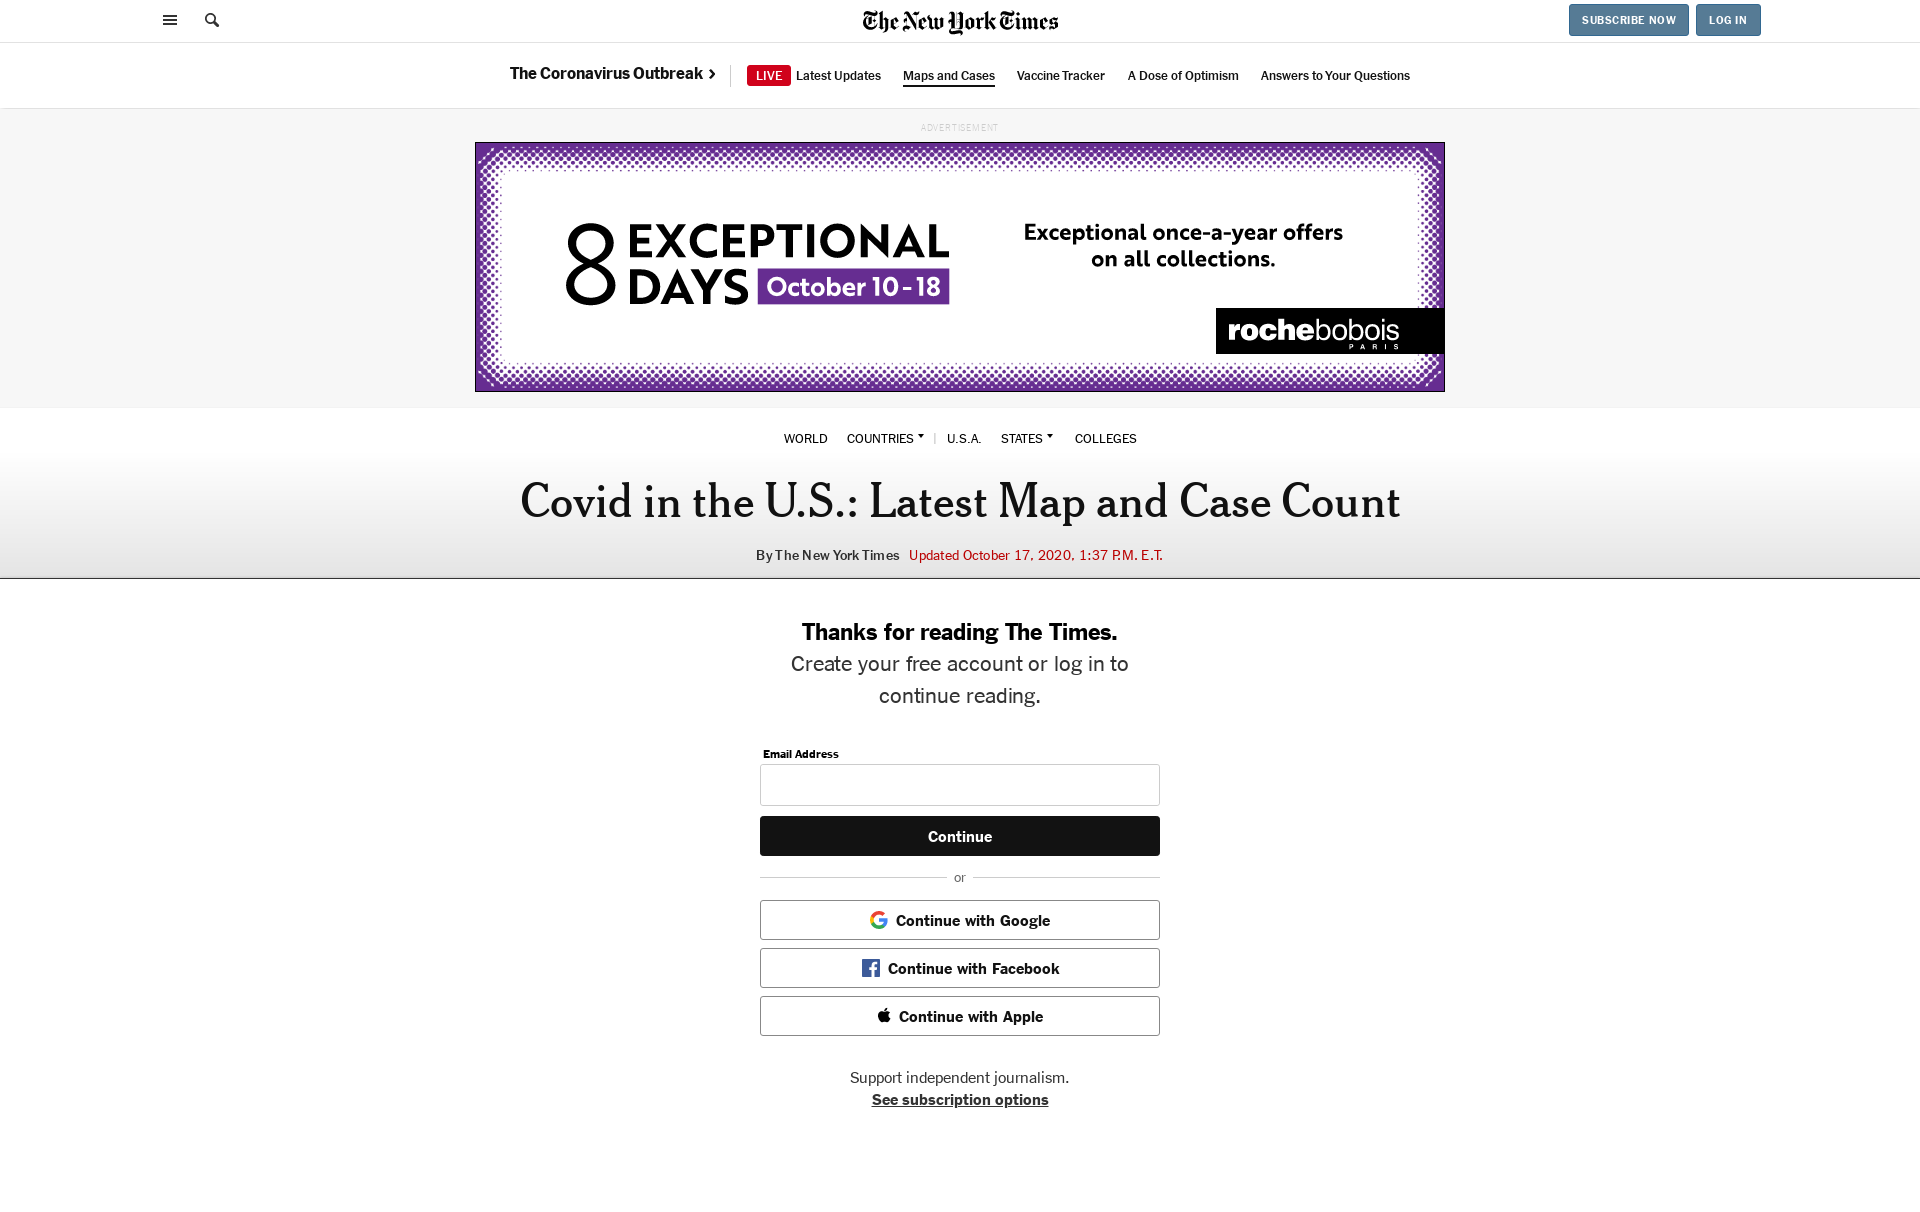 The New York Times
SUBSCRIBE NOW
LOG IN
The Coronavirus Outbreak
LIVE Latest Updates
Maps and Cases
Vaccine Tracker
A Dose of Optimism
Answers to Your Questions
ADVERTISEMENT
8 EXCEPTIONAL
DAYS October 10-18
Exceptional once-a-year offers
on all collections.
rochebobois
PARIS
WORLD
COUNTRIES
U.S.A.
STATES
COLLEGES
Covid in the U.S.: Latest Map and Case Count
By The New York Times Updated October 17, 2020, 1:37 P.M. E.T.
Thanks for reading The Times.
Create your free account or log in to
continue reading.
Email Address
Continue
or
Continue with Google
Continue with Facebook
Continue with Apple
Support independent journalism.
See subscription options